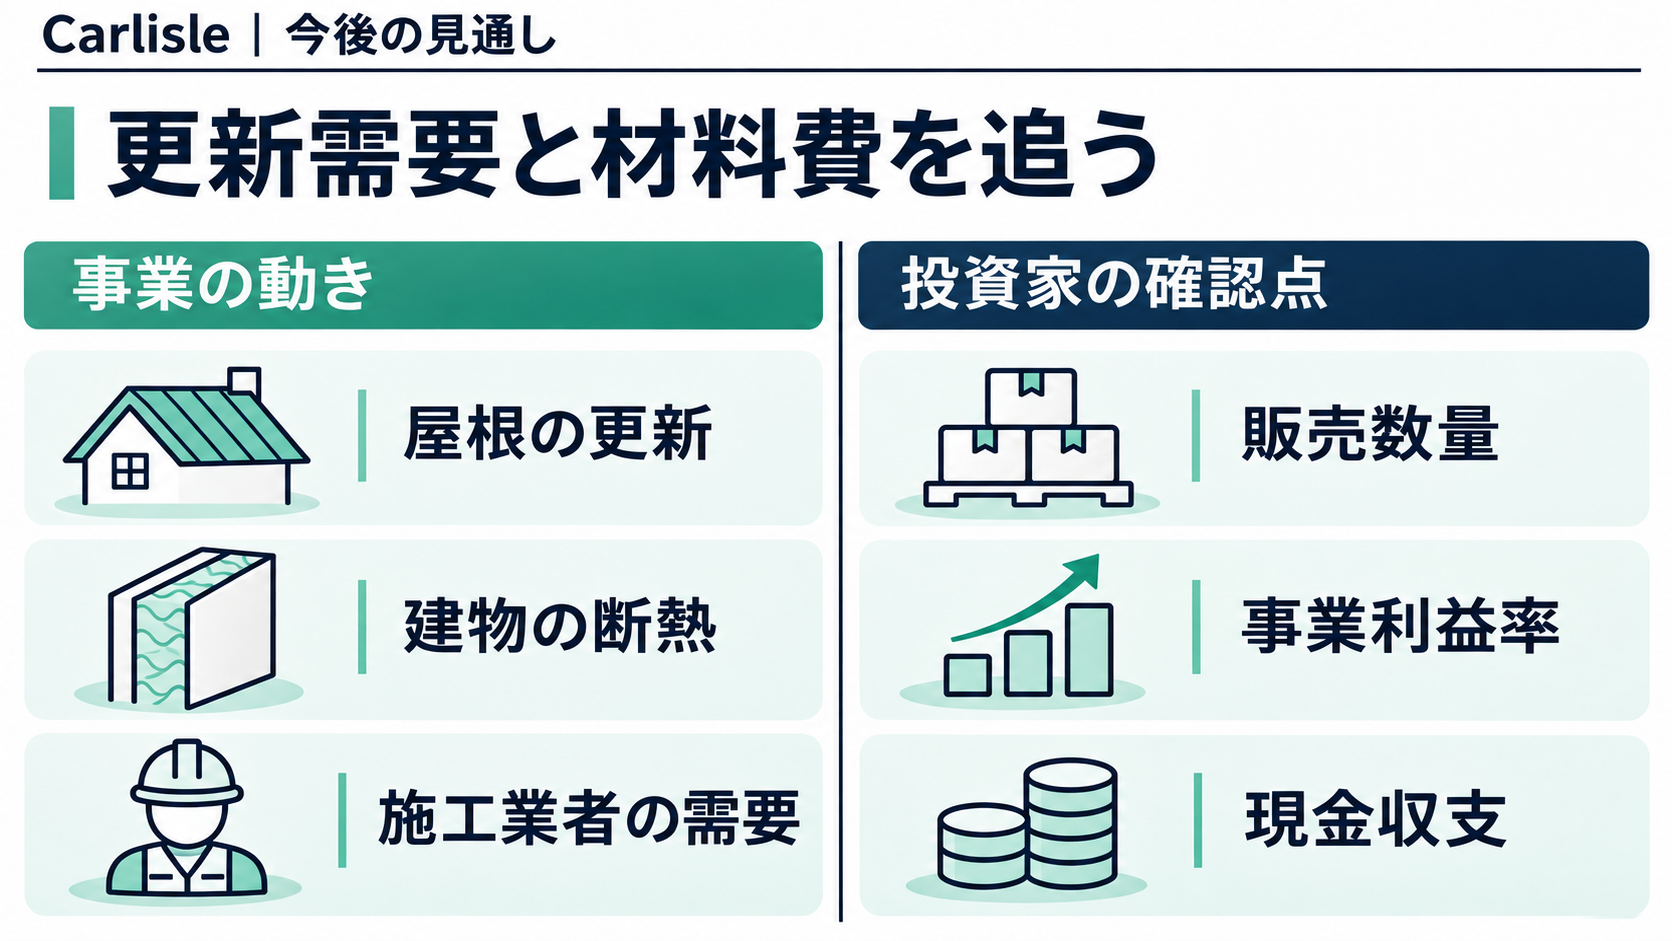 Carlisle | 今後の見通し
更新需要と材料費を追う
事業の動き
屋根の更新
建物の断熱
施工業者の需要
投資家の確認点
販売数量
事業利益率
現金収支